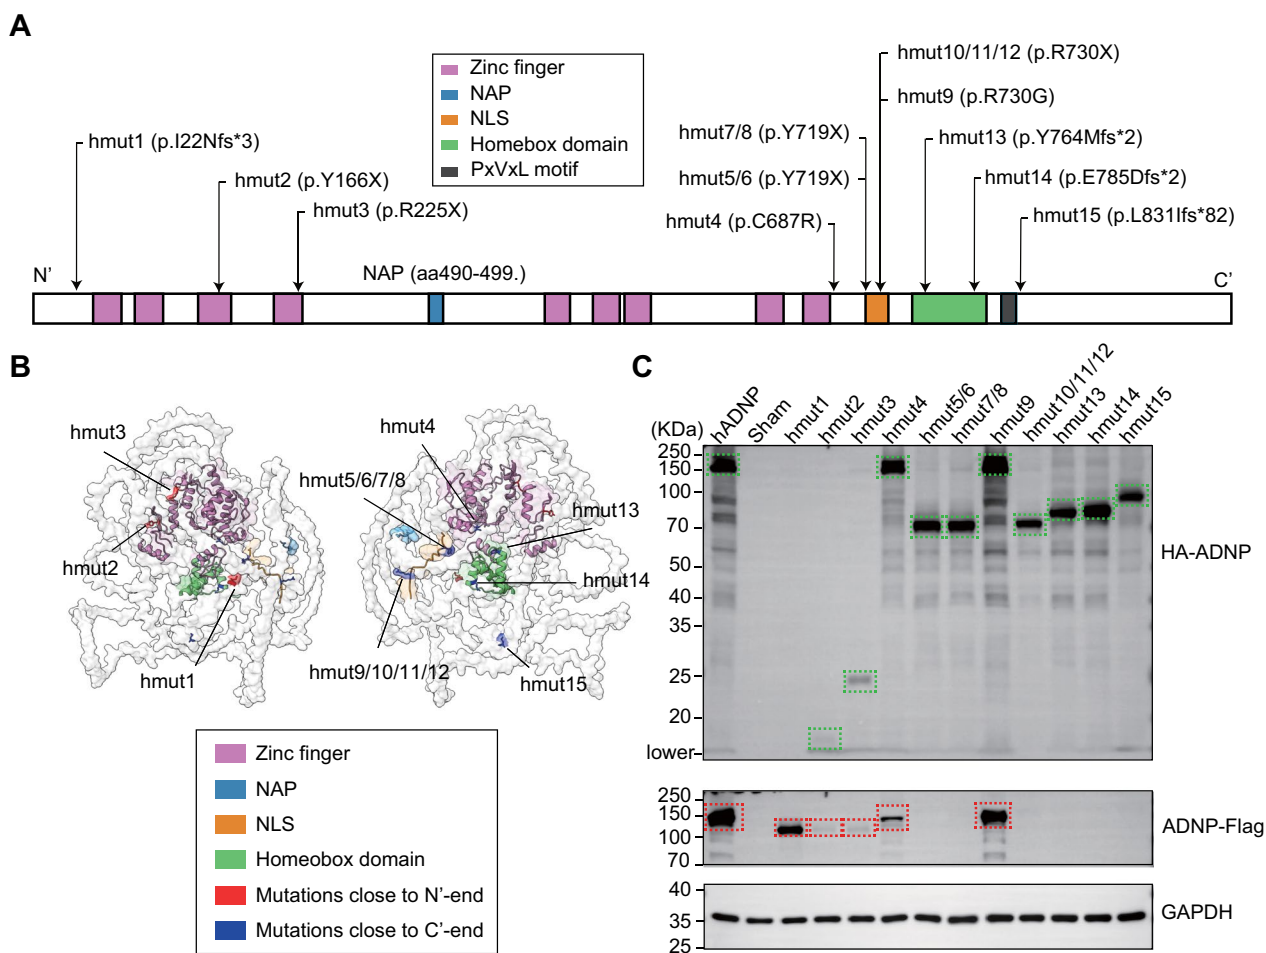 A
Zinc finger
NAP
NLS
Homebox domain
PxVxL motif
hmut1 (p.I22Nfs*3)
hmut2 (p.Y166X)
hmut3 (p.R225X)
hmut10/11/12 (p.R730X)
hmut9 (p.R730G)
hmut7/8 (p.Y719X)
hmut13 (p.Y764Mfs*2)
hmut5/6 (p.Y719X)
hmut14 (p.E785Dfs*2)
hmut4 (p.C687R)
hmut15 (p.L831Ifs*82)
N’
NAP (aa490-499.)
C’
B
hmut3
hmut2
hmut1
hmut4
hmut5/6/7/8
hmut13
hmut14
hmut9/10/11/12
hmut15
Zinc finger
NAP
NLS
Homeobox domain
Mutations close to N’-end
Mutations close to C’-end
C
(KDa)
hADNP
Sham
hmut1
hmut2
hmut3
hmut4
hmut5/6
hmut7/8
hmut9
hmut10/11/12
hmut13
hmut14
hmut15
250
150
100
70
50
40
35
25
20
lower
HA-ADNP
250
150
100
70
ADNP-Flag
40
35
25
GAPDH